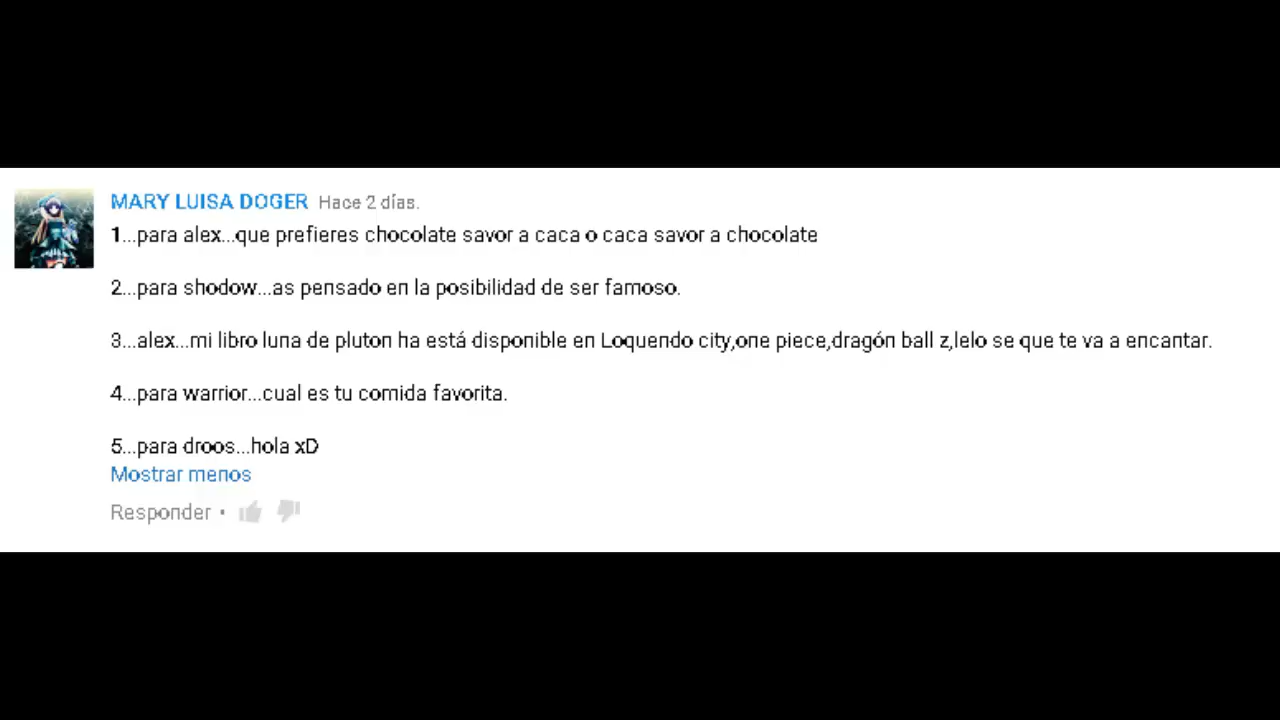 MARY LUISA DOGER Hace 2 días.
1...para alex...que prefieres chocolate savor a caca o caca savor a chocolate
2...para shodow...as pensado en la posibilidad de ser famoso.
3...alex...mi libro luna de pluton ha está disponible en Loquendo city,one piece,dragón ball z,lelo se que te va a encantar.
4...para warrior...cual es tu comida favorita.
5...para droos...hola xD
Mostrar menos
Responder •